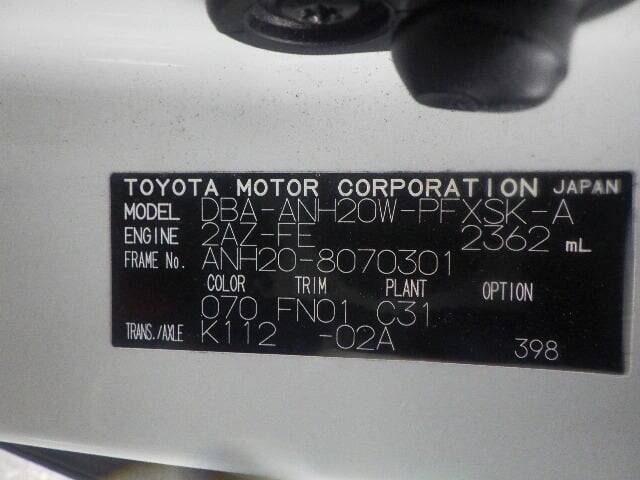 TOYOTA MOTOR CORPORATION JAPAN
MODEL DBA-ANH20W-PFXSK-A
ENGINE 2AZ-FE 2362 mL
FRAME No. ANH20-8070301
COLOR TRIM PLANT OPTION
070 FN01 C31
TRANS./AXLE K112 -02A 398